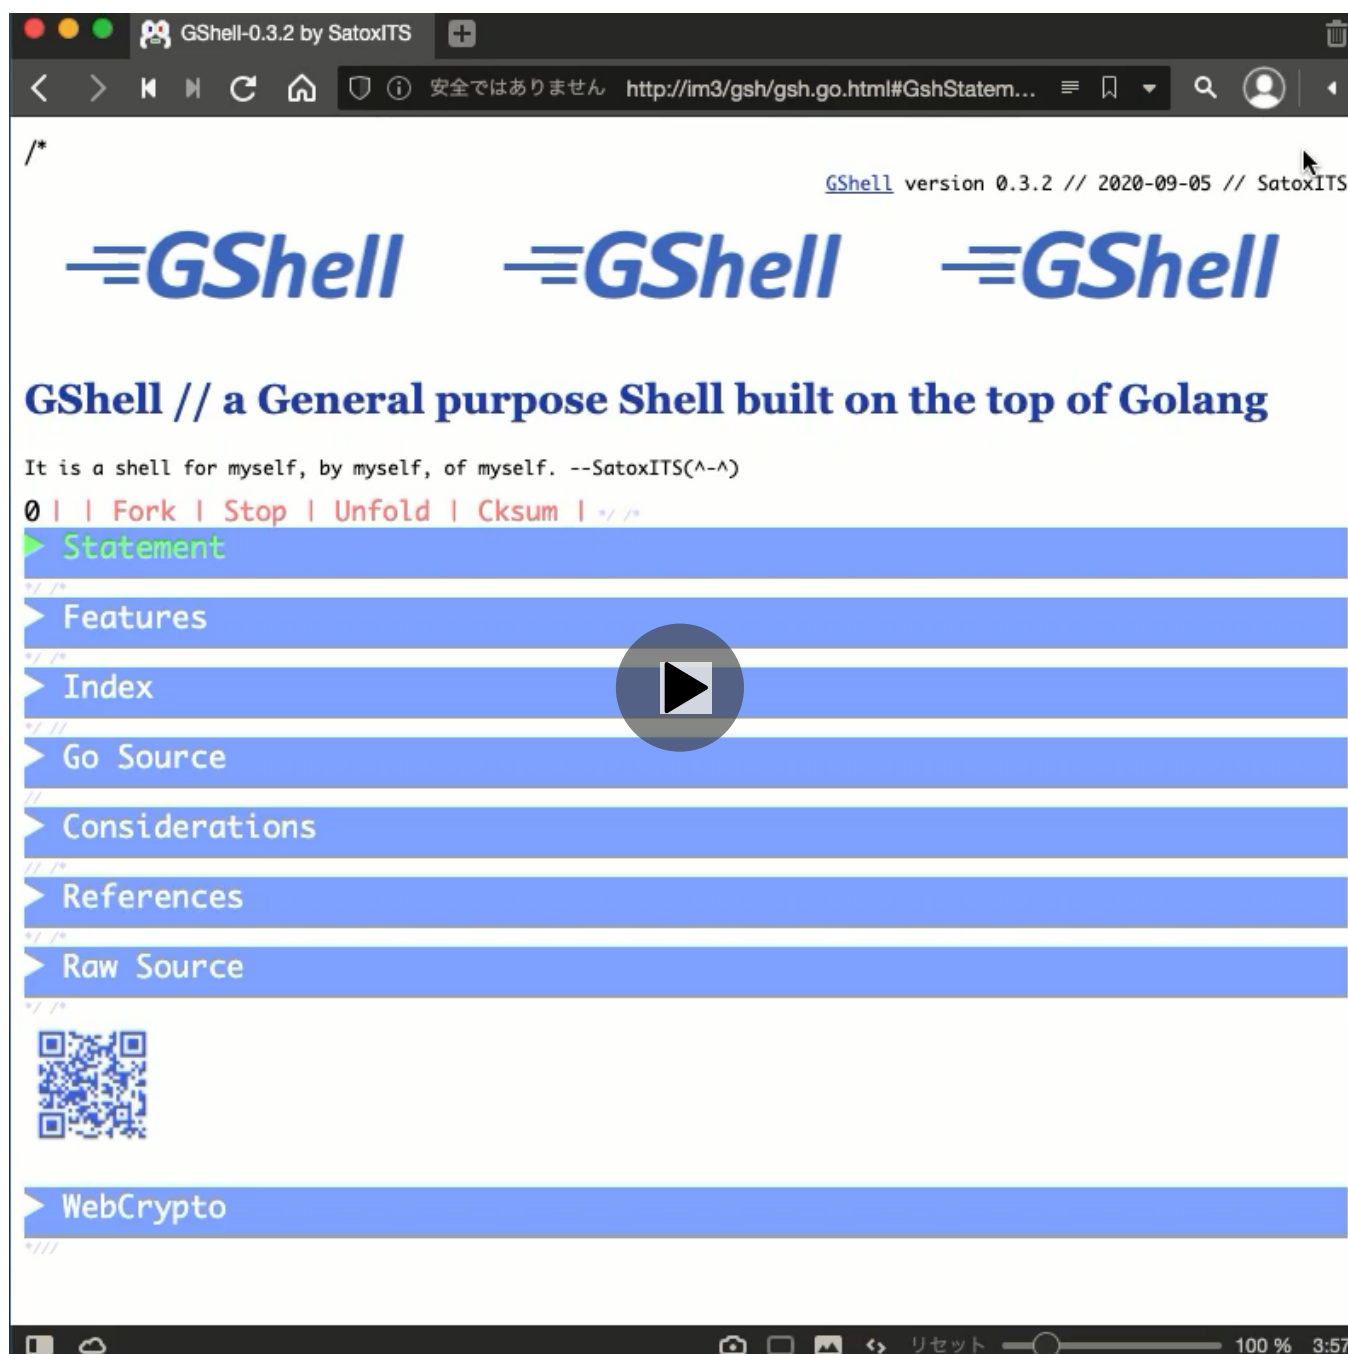 GShell-0.3.2 by SatoxITS
安全ではありません http://im3/gsh/gsh.go.html#GshStatem...
/*
GShell version 0.3.2 // 2020-09-05 // SatoxITS
GShell GShell GShell
GShell // a General purpose Shell built on the top of Golang
It is a shell for myself, by myself, of myself. --SatoxITS(^-^)
0 | | Fork | Stop | Unfold | Cksum | */ /*
Statement
*/ /*
Features
*/ /*
Index
*/ //
Go Source
//
Considerations
// /*
References
*/ /*
Raw Source
*/ /*
WebCrypto
*///
リセット 100 % 3:57